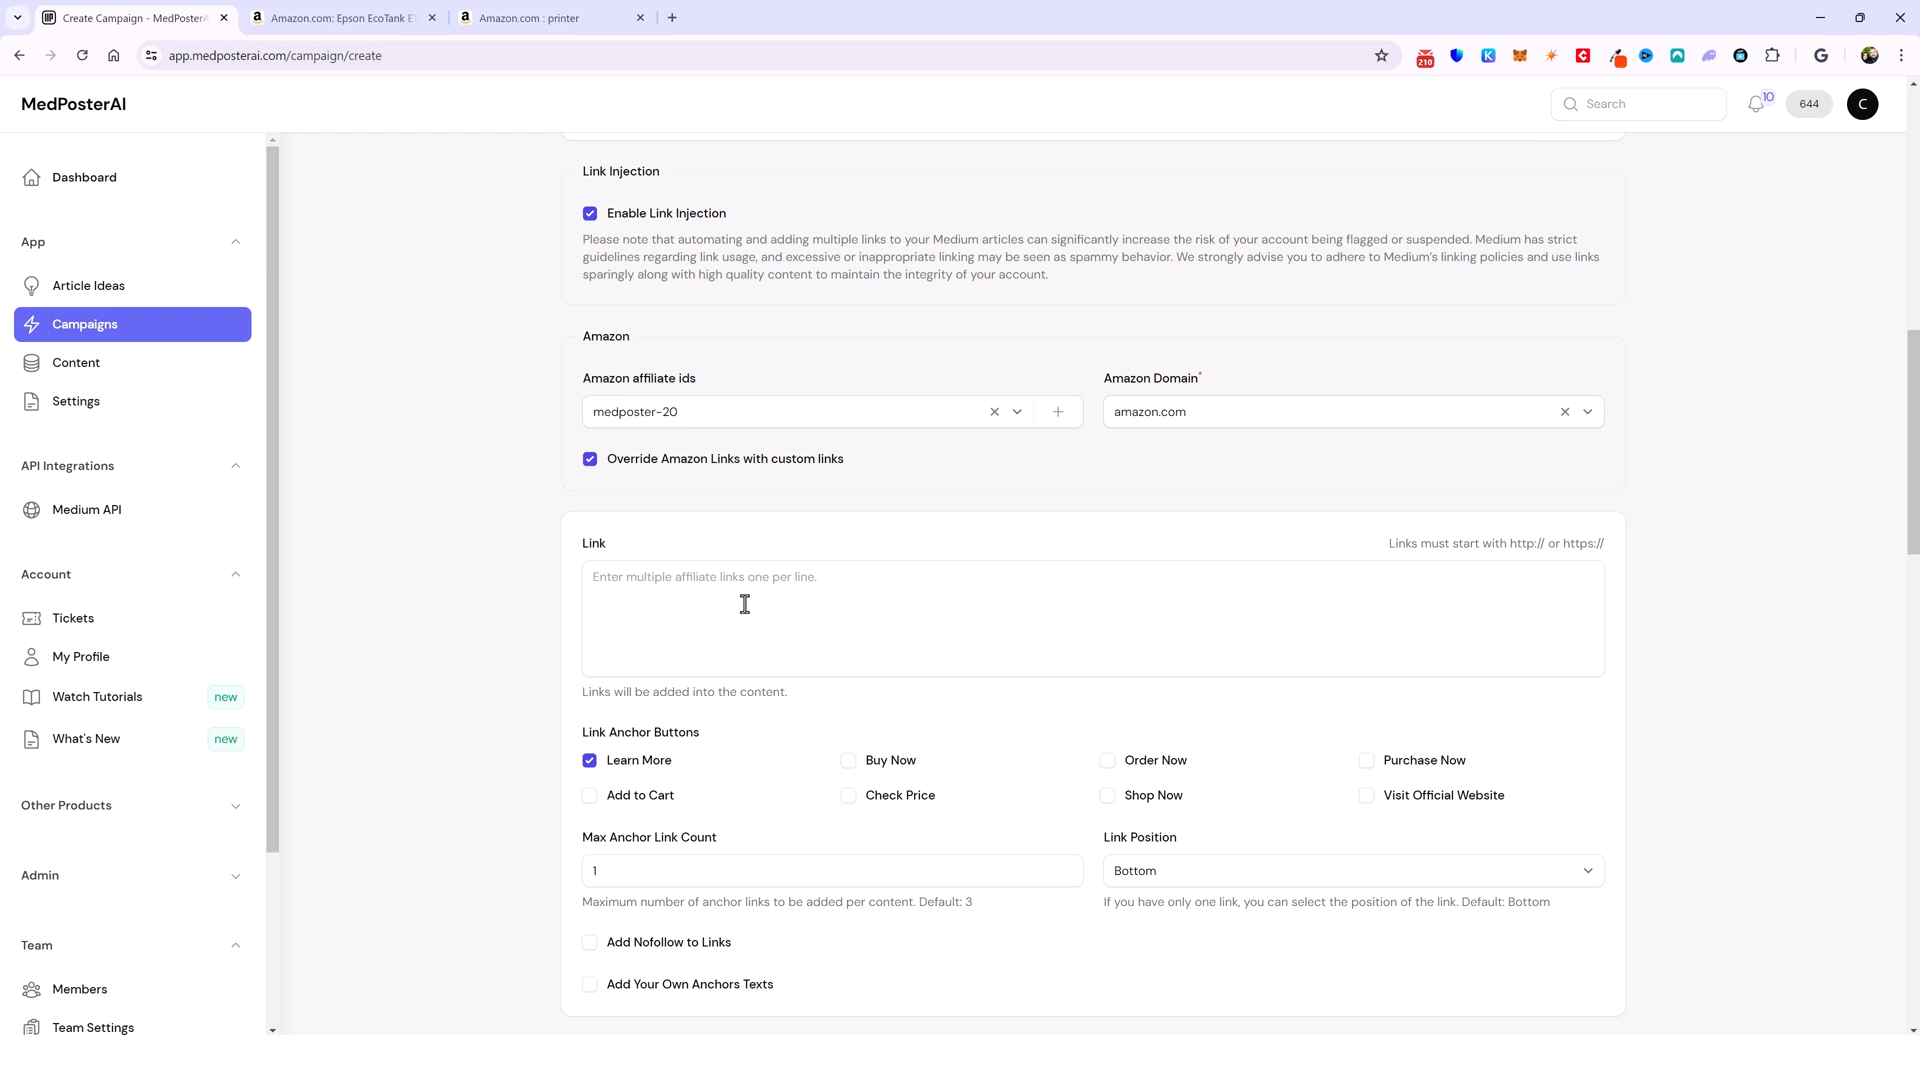 Create Campaign - MedPosterA
Amazon.com: Epson EcoTank ET
Amazon.com : printer
app.medposterai.com/campaign/create
210
G
MedPosterAI
Search
10
644
C
Dashboard
App
Article Ideas
Campaigns
Content
Settings
API Integrations
Medium API
Account
Tickets
My Profile
Watch Tutorials new
What's New new
Other Products
Admin
Team
Members
Team Settings
Link Injection
Enable Link Injection
Please note that automating and adding multiple links to your Medium articles can significantly increase the risk of your account being flagged or suspended. Medium has strict
guidelines regarding link usage, and excessive or inappropriate linking may be seen as spammy behavior. We strongly advise you to adhere to Medium's linking policies and use links
sparingly along with high quality content to maintain the integrity of your account.
Amazon
Amazon affiliate ids
Amazon Domain*
medposter-20
amazon.com
Override Amazon Links with custom links
Link
Links must start with http:// or https://
Enter multiple affiliate links one per line.
Links will be added into the content.
Link Anchor Buttons
Learn More
Buy Now
Order Now
Purchase Now
Add to Cart
Check Price
Shop Now
Visit Official Website
Max Anchor Link Count
Link Position
1
Bottom
Maximum number of anchor links to be added per content. Default: 3
If you have only one link, you can select the position of the link. Default: Bottom
Add Nofollow to Links
Add Your Own Anchors Texts